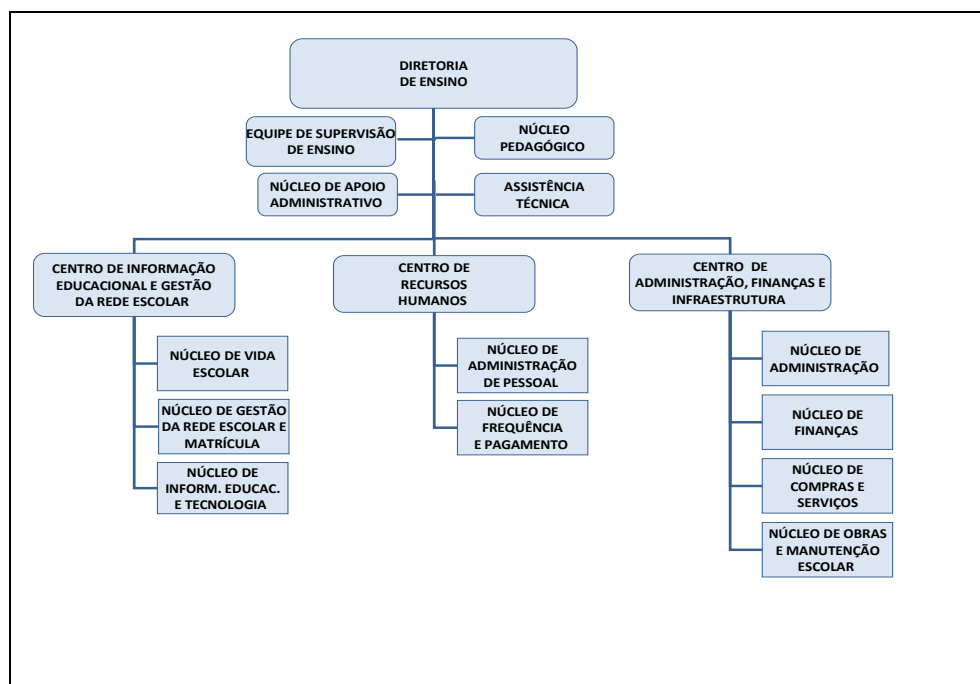 DIRETORIA
DE ENSINO
EQUIPE DE SUPERVISÃO
DE ENSINO
NÚCLEO
PEDAGÓGICO
NÚCLEO DE APOIO
ADMINISTRATIVO
ASSISTÊNCIA
TÉCNICA
CENTRO DE INFORMAÇÃO
EDUCACIONAL E GESTÃO
DA REDE ESCOLAR
NÚCLEO DE VIDA
ESCOLAR
NÚCLEO DE GESTÃO
DA REDE ESCOLAR E
MATRÍCULA
NÚCLEO DE
INFORM. EDUCAC.
E TECNOLOGIA
CENTRO DE
RECURSOS
HUMANOS
NÚCLEO DE
ADMINISTRAÇÃO
DE PESSOAL
NÚCLEO DE
FREQUÊNCIA
E PAGAMENTO
CENTRO DE
ADMINISTRAÇÃO, FINANÇAS E
INFRAESTRUTURA
NÚCLEO DE
ADMINISTRAÇÃO
NÚCLEO DE
FINANÇAS
NÚCLEO DE
COMPRAS E
SERVIÇOS
NÚCLEO DE OBRAS
E MANUTENÇÃO
ESCOLAR